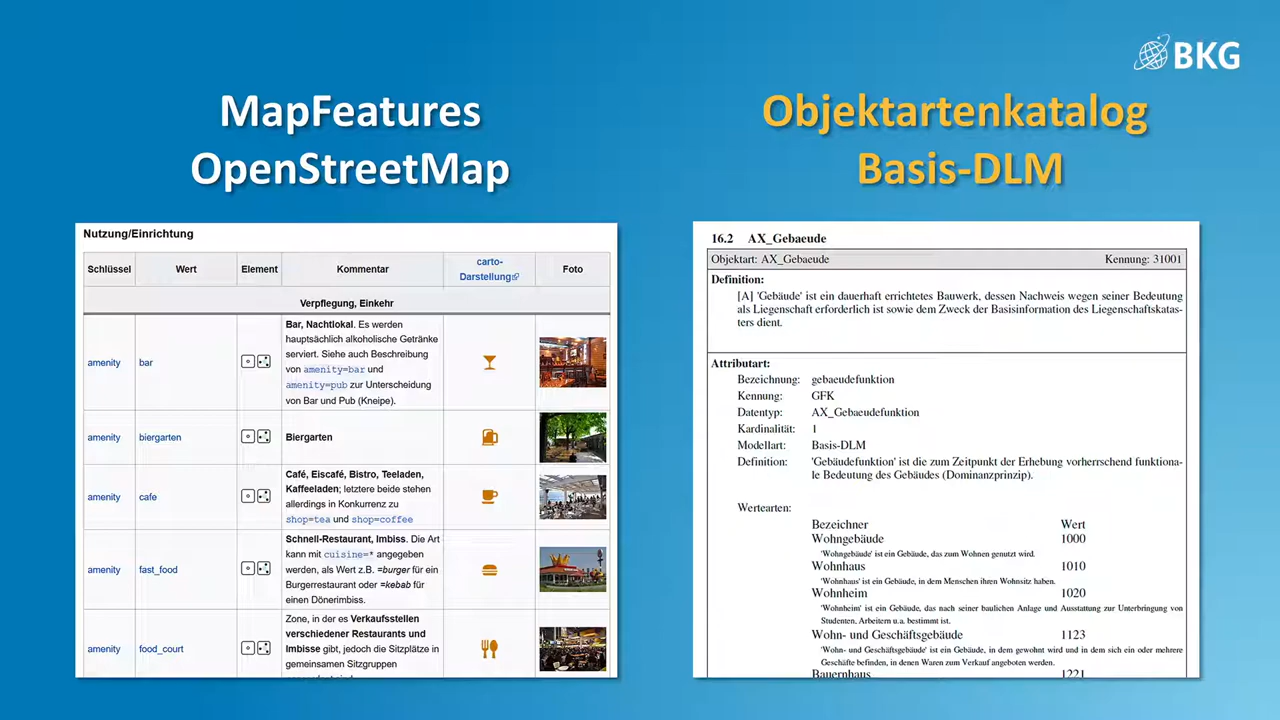 BKG
MapFeatures
OpenStreetMap
Objektartenkatalog
Basis-DLM
Nutzung/Einrichtung
Schlüssel
Wert
Element
Kommentar
carto-
Darstellung
Foto
Verpflegung, Einkehr
amenity
bar
Bar, Nachtlokal. Es werden
hauptsächlich alkoholische Getränke
serviert. Siehe auch Beschreibung
von amenity=bar und
amenity=pub zur Unterscheidung
von Bar und Pub (Kneipe).
amenity
biergarten
Biergarten
amenity
cafe
Café, Eiscafé, Bistro, Teeladen,
Kaffeeladen; letztere beide stehen
allerdings in Konkurrenz zu
shop=tea und shop=coffee
amenity
fast_food
Schnell-Restaurant, Imbiss. Die Art
kann mit cuisine=* angegeben
werden, als Wert z.B. =burger für ein
Burgerrestaurant oder =kebab für
einen Dönerimbiss.
amenity
food_court
Zone, in der es Verkaufsstellen
verschiedener Restaurants und
Imbisse gibt, jedoch die Sitzplätze in
gemeinsamen Sitzgruppen
16.2 AX_Gebaeude
Objektart: AX_Gebaeude Kennung: 31001
Definition:
[A] 'Gebäude' ist ein dauerhaft errichtetes Bauwerk, dessen Nachweis wegen seiner Bedeutung
als Liegenschaft erforderlich ist sowie dem Zweck der Basisinformation des Liegenschaftskatas-
ters dient.
Attributart:
Bezeichnung: gebaeudefunktion
Kennung: GFK
Datentyp: AX_Gebaeudefunktion
Kardinalität: 1
Modellart: Basis-DLM
Definition: 'Gebäudefunktion' ist die zum Zeitpunkt der Erhebung vorherrschend funktiona-
le Bedeutung des Gebäudes (Dominanzprinzip).
Wertearten:
Bezeichner Wert
Wohngebäude 1000
'Wohngebäude' ist ein Gebäude, das zum Wohnen genutzt wird.
Wohnhaus 1010
'Wohnhaus' ist ein Gebäude, in dem Menschen ihren Wohnsitz haben.
Wohnheim 1020
'Wohnheim' ist ein Gebäude, das nach seiner baulichen Anlage und Ausstattung zur Unterbringung von
Studenten, Arbeitern u.a. bestimmt ist.
Wohn- und Geschäftsgebäude 1123
'Wohn- und Geschäftsgebäude' ist ein Gebäude, in dem gewohnt wird und in dem sich ein oder mehrere
Geschäfte befinden, in denen Waren zum Verkauf angeboten werden.
Bauernhaus 1221